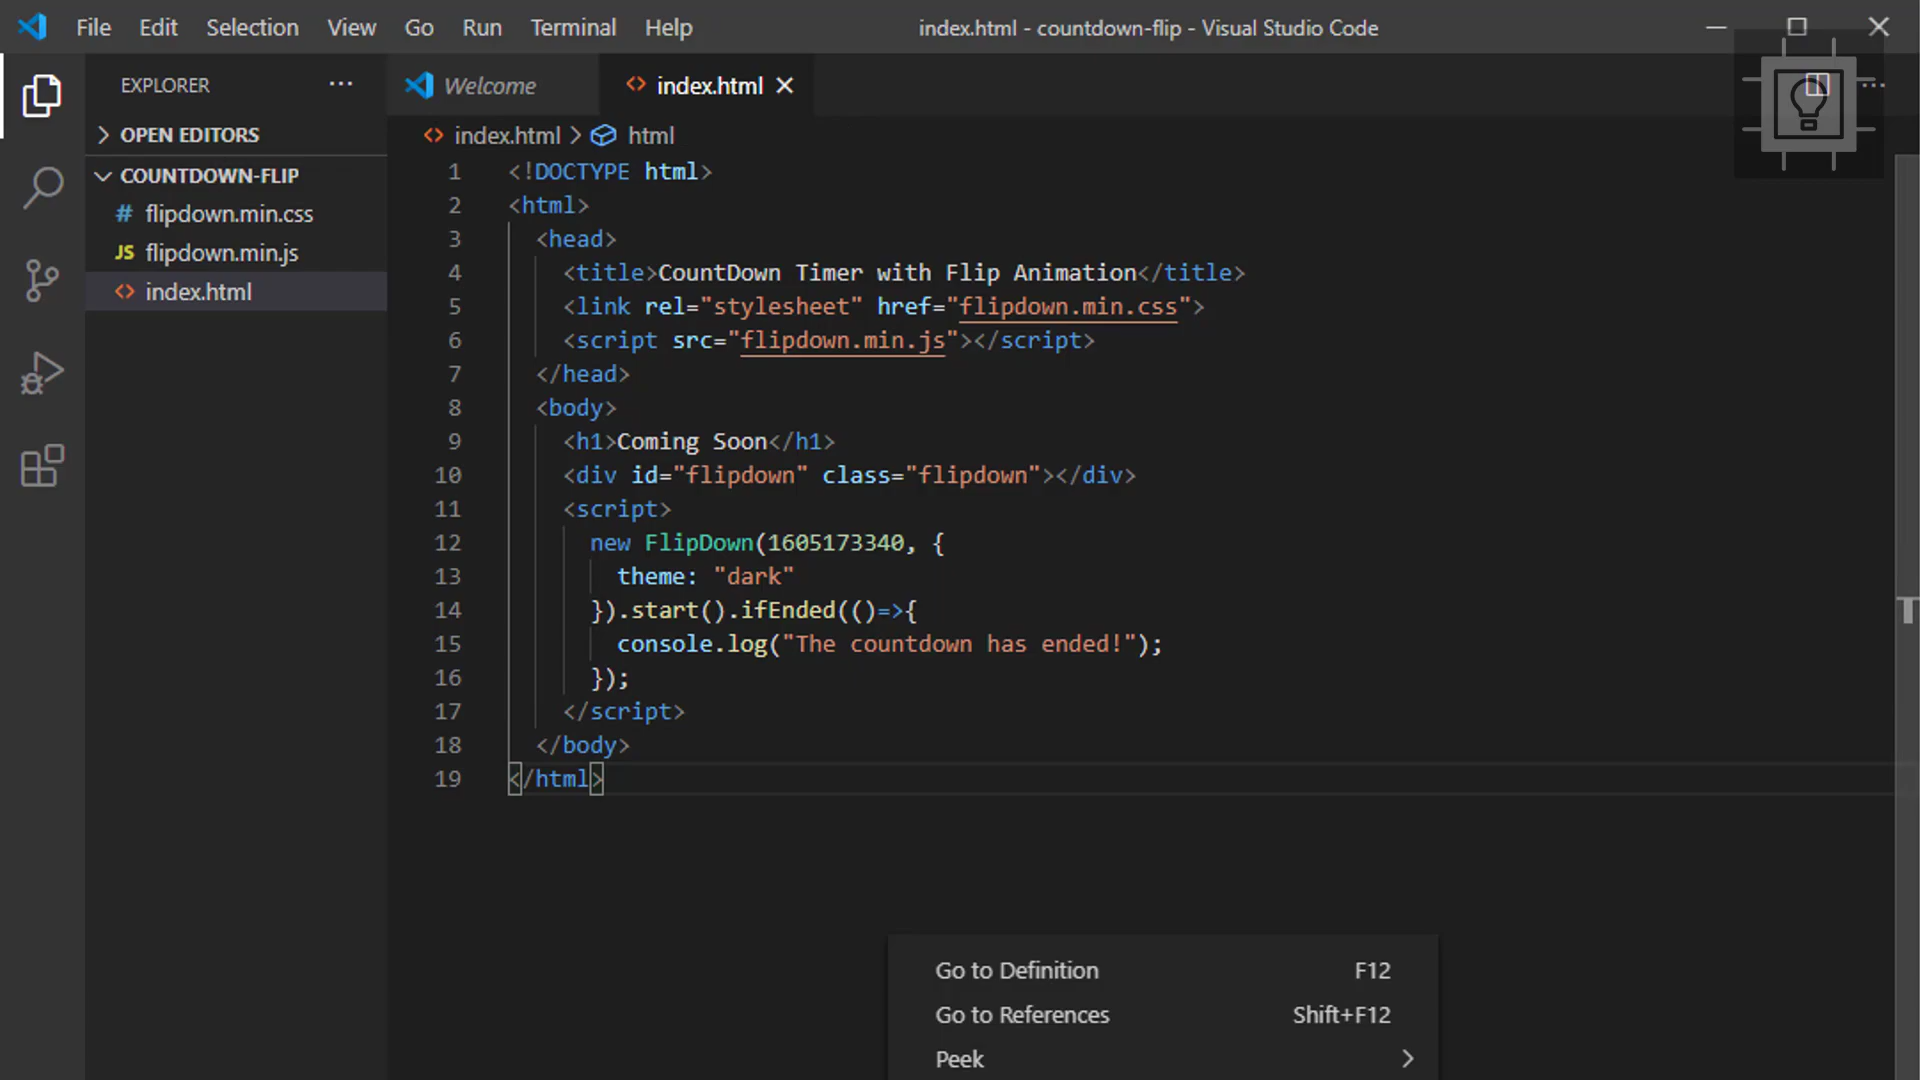 File Edit Selection View Go Run Terminal Help index.html - countdown-flip - Visual Studio Code
EXPLORER ···
Welcome
index.html
OPEN EDITORS
COUNTDOWN-FLIP
# flipdown.min.css
JS flipdown.min.js
<> index.html
<> index.html > html
1 <!DOCTYPE html>
2 <html>
3 <head>
4 <title>CountDown Timer with Flip Animation</title>
5 <link rel="stylesheet" href="flipdown.min.css">
6 <script src="flipdown.min.js"></script>
7 </head>
8 <body>
9 <h1>Coming Soon</h1>
10 <div id="flipdown" class="flipdown"></div>
11 <script>
12 new FlipDown(1605173340, {
13 theme: "dark"
14 }).start().ifEnded(()=>{
15 console.log("The countdown has ended!");
16 });
17 </script>
18 </body>
19 </html>
Go to Definition F12
Go to References Shift+F12
Peek